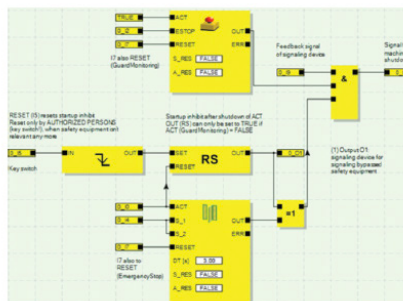 TRUE
ACT
ESTOP
OUT
RESET
ERR
S_RES
FALSE
A_RES
FALSE
I7 also RESET
(GuardMonitoring)
Feedback signal
of signaling device
&
Signal
RESET (I5) resets startup inhibit
Reset only by AUTHORIZED PERSONS
(key switch!), when safety equipment isn't
relevant any more
Startup inhibit after shutdown of ACT
OUT (RS) can only be set to TRUE if
ACT (GuardMonitoring) = FALSE
IN
OUT
Key switch
SET
RS
OUT
RESET
(1) Output O1
signaling device for
signaling bypassed
safety equipment
=1
ACT
S_1
OUT
S_2
ERR
RESET
I7 also to
RESET
(EmergencyStop)
DT [s]
3.00
S_RES
FALSE
A_RES
FALSE